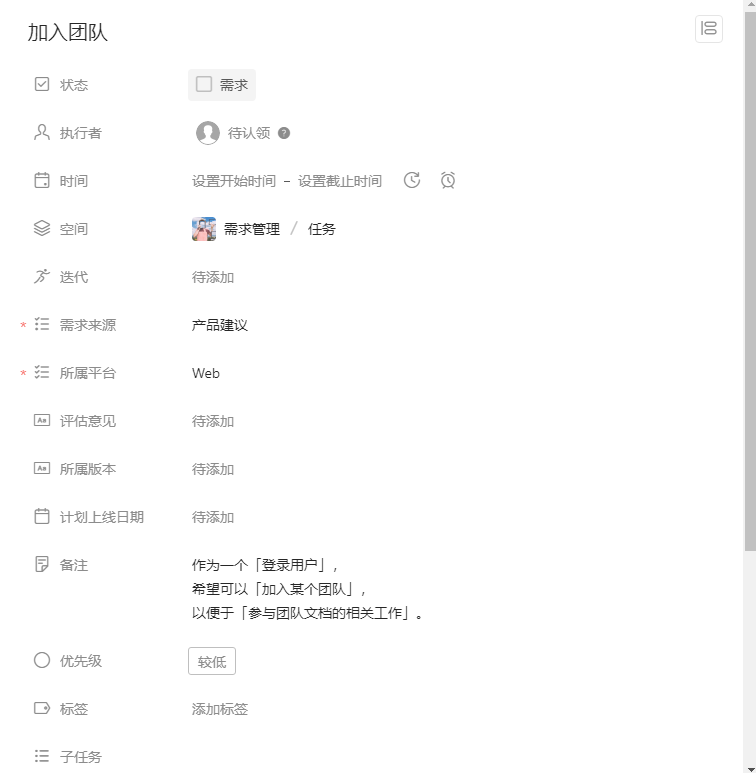 加入团队
状态 需求
执行者 待认领 ?
时间 设置开始时间 – 设置截止时间
空间 需求管理 / 任务
迭代 待添加
* 需求来源 产品建议
* 所属平台 Web
评估意见 待添加
所属版本 待添加
计划上线日期 待添加
备注 作为一个「登录用户」，
希望可以「加入某个团队」，
以便于「参与团队文档的相关工作」。
优先级 较低
标签 添加标签
子任务